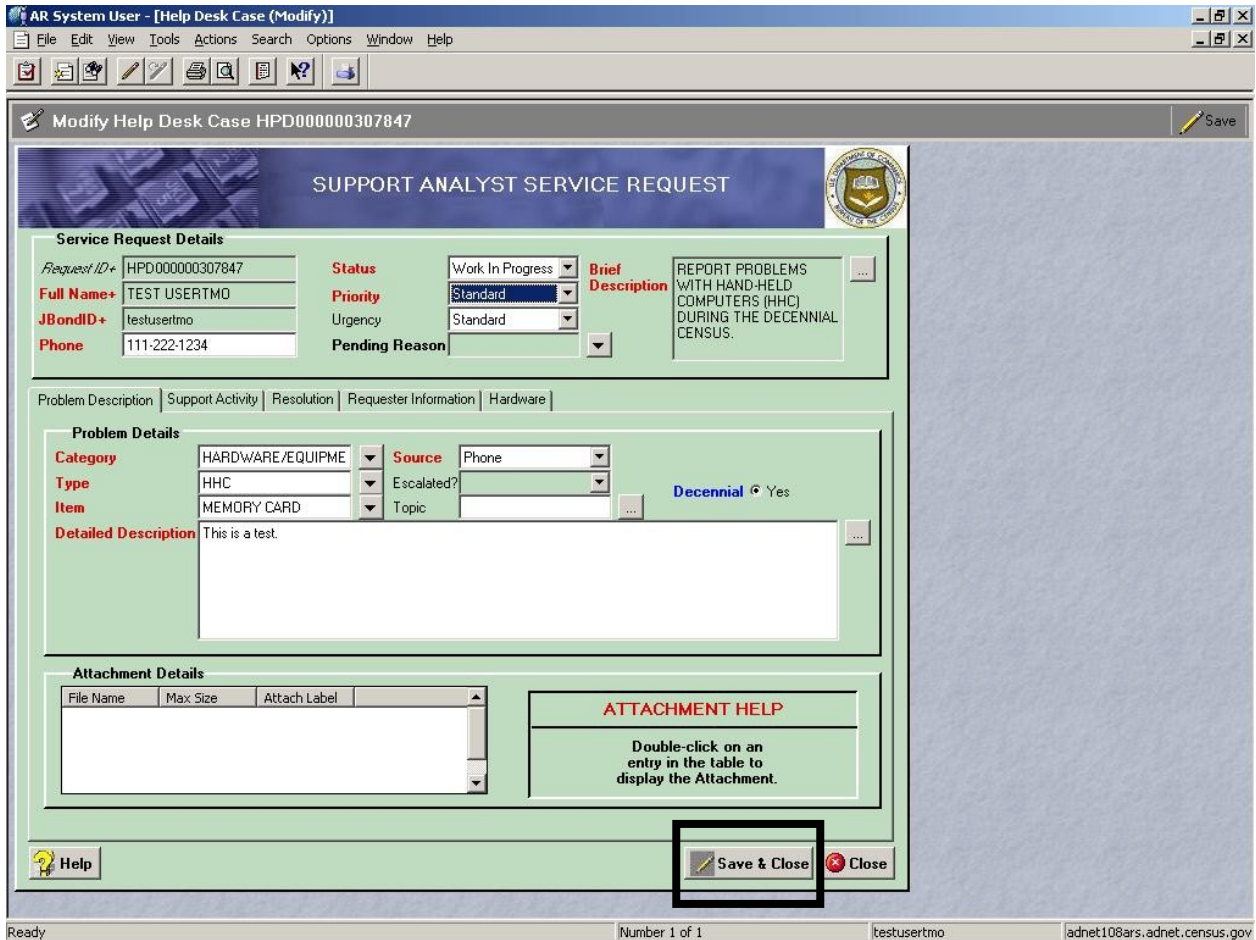 AR System User - [Help Desk Case (Modify)]
File Edit View Tools Actions Search Options Window Help
Modify Help Desk Case HPD000000307847
Save
SUPPORT ANALYST SERVICE REQUEST
Service Request Details
Request ID+ HPD000000307847
Full Name+ TEST USERTMO
JBondID+ testusertmo
Phone 111-222-1234
Status Work In Progress
Priority Standard
Urgency Standard
Pending Reason
Brief Description
REPORT PROBLEMS
WITH HAND-HELD
COMPUTERS (HHC)
DURING THE DECENNIAL
CENSUS.
...
Problem Description Support Activity Resolution Requester Information Hardware
Problem Details
Category HARDWARE/EQUIPME
Type HHC
Item MEMORY CARD
Source Phone
Escalated?
Topic ...
Decennial Yes
Detailed Description This is a test.
...
Attachment Details
File Name Max Size Attach Label
ATTACHMENT HELP
Double-click on an
entry in the table to
display the Attachment.
Help
Save & Close
Close
Ready Number 1 of 1 testusertmo adnet108ars.adnet.census.gov